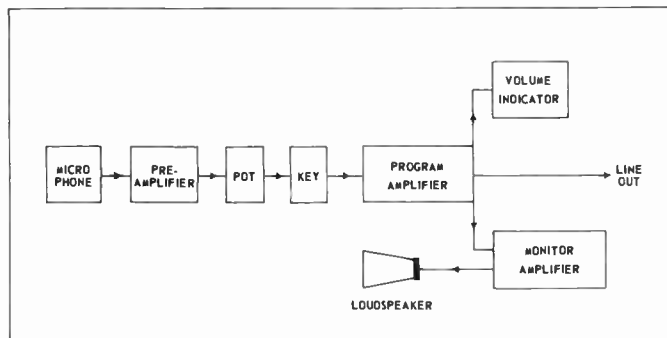 VOLUME
INDICATOR
MICRO
PHONE
PRE-
AMPLIFIER
POT
KEY
PROGRAM
AMPLIFIER
LINE
OUT
MONITOR
AMPLIFIER
LOUDSPEAKER